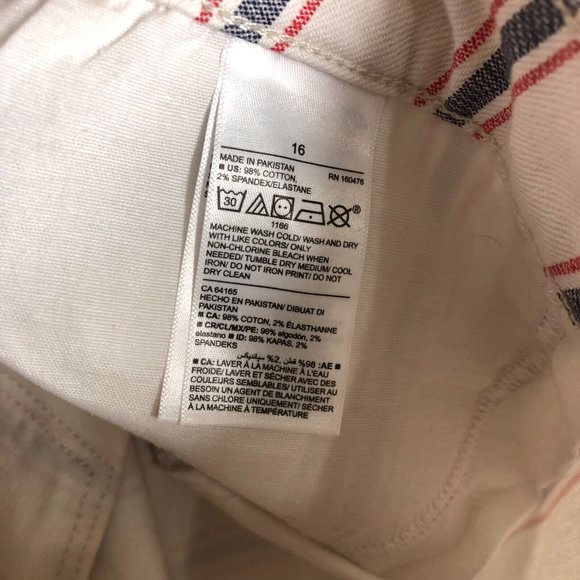 16
MADE IN PAKISTAN RN 160476
■ US: 98% COTTON,
2% SPANDEX/ELASTANE
30 ®
1166
MACHINE WASH COLD/ WASH AND DRY
WITH LIKE COLORS/ ONLY
NON-CHLORINE BLEACH WHEN
NEEDED/ TUMBLE DRY MEDIUM/ COOL
IRON/ DO NOT IRON PRINT/ DO NOT
DRY CLEAN
CA 64165
HECHO EN PAKISTAN/ DIBUAT DI
PAKISTAN
■ CA: 98% COTON, 2% ÉLASTHANNE
■ CR/CL/MX/PE: 98% algodón, 2%
elastano ■ ID: 98% KAPAS, 2%
SPANDEKS
■ AE: 98% قطن, 2% سپانديكس
■ CA: LAVER À LA MACHINE À L'EAU
FROIDE/ LAVER ET SÉCHER AVEC DES
COULEURS SEMBLABLES/ UTILISER AU
BESOIN UN AGENT DE BLANCHIMENT
SANS CHLORE UNIQUEMENT/ SÉCHER
À LA MACHINE À TEMPÉRATURE